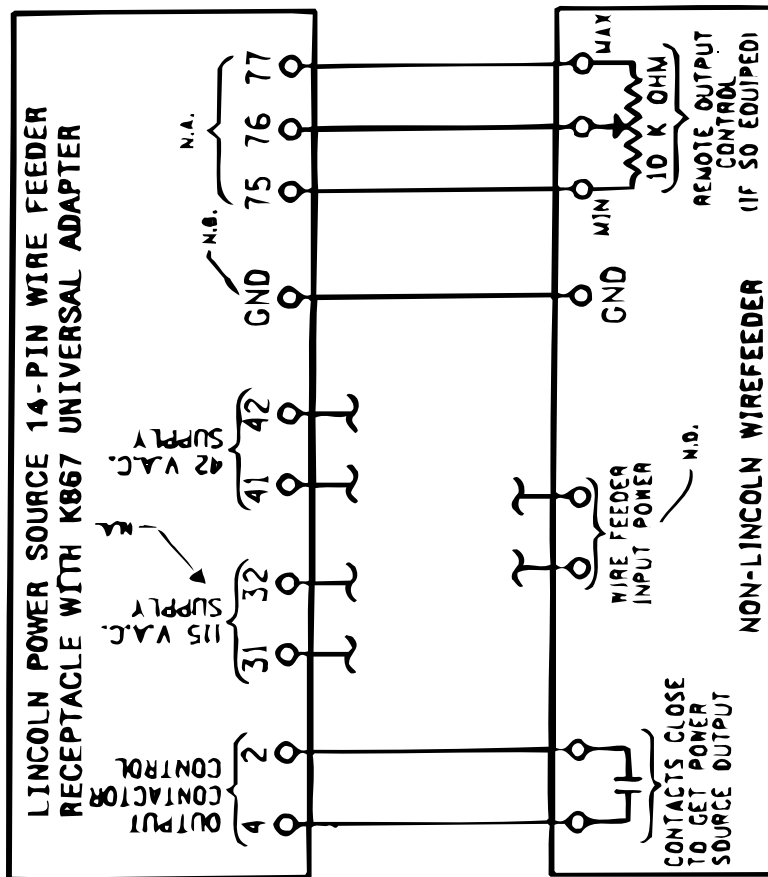 LINCOLN POWER SOURCE 14-PIN WIRE FEEDER
RECEPTACLE WITH K867 UNIVERSAL ADAPTER
N.A.
77
76
75
N.B.
GND
42 V.A.C.
SUPPLY
42
41
N.A.
115 V.A.C.
SUPPLY
32
31
OUTPUT
CONTACTOR
CONTROL
2
4
MAX
MIN
10 K OHM
REMOTE OUTPUT
CONTROL
(IF SO EQUIPED)
GND
WIRE FEEDER
INPUT POWER
N.D.
NON-LINCOLN WIREFEEDER
CONTACTS CLOSE
TO GET POWER
SOURCE OUTPUT